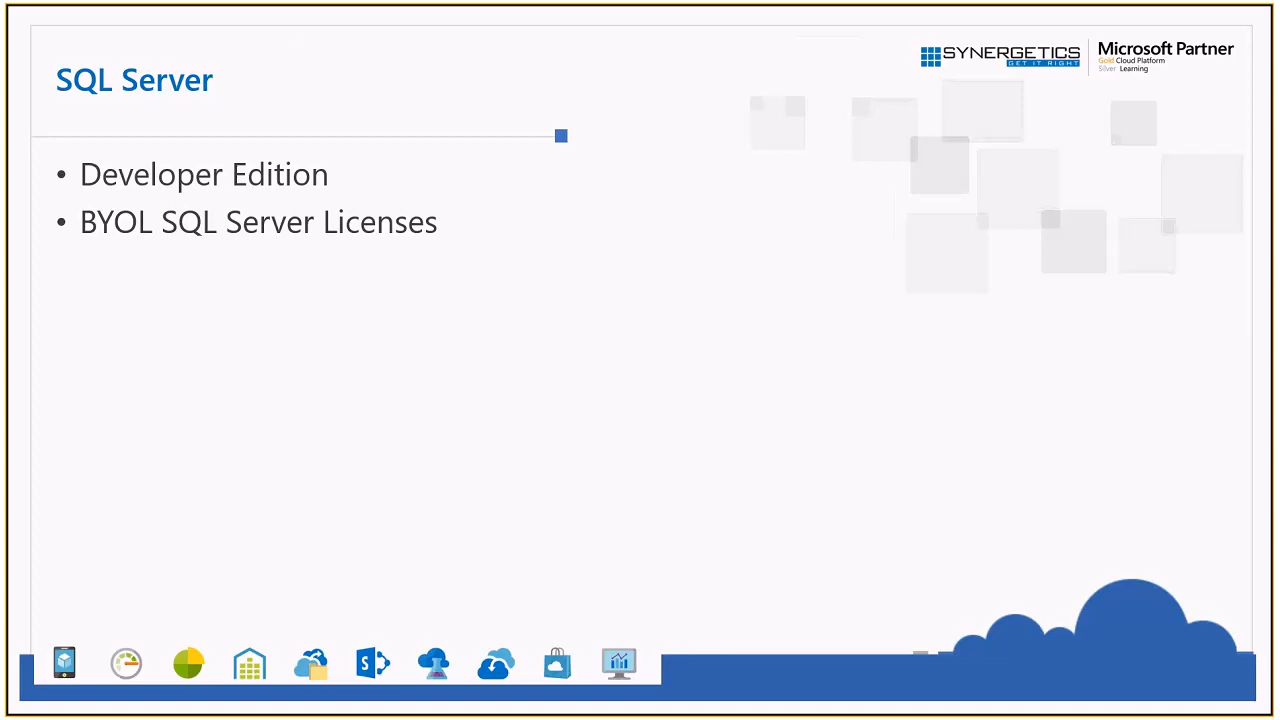 SYNERGETICS
GET IT RIGHT
Microsoft Partner
Gold Cloud Platform
Silver Learning
SQL Server
• Developer Edition
• BYOL SQL Server Licenses
S